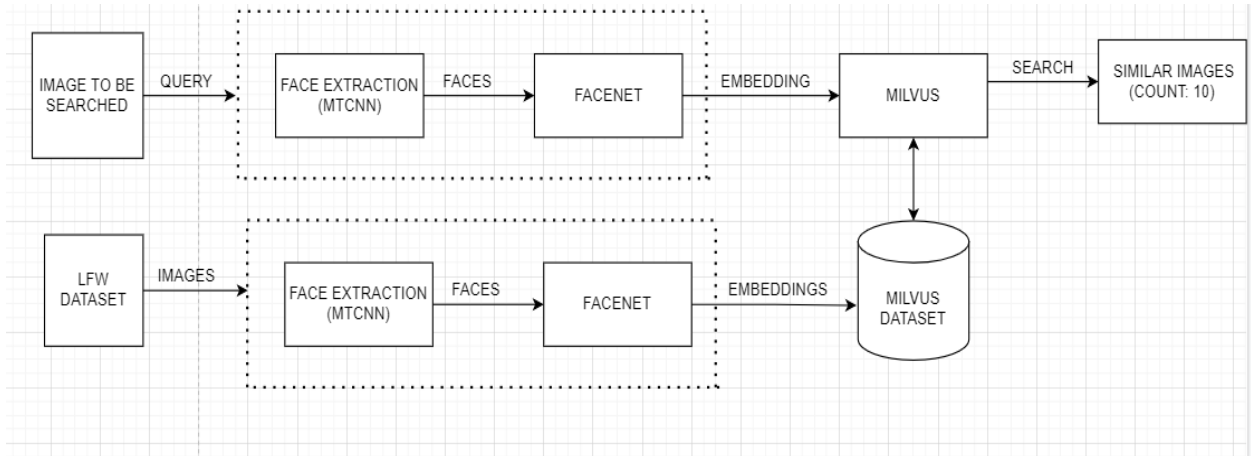 IMAGE TO BE
SEARCHED
QUERY
FACE EXTRACTION
(MTCNN)
FACES
FACENET
EMBEDDING
MILVUS
SEARCH
SIMILAR IMAGES
(COUNT: 10)
LFW
DATASET
IMAGES
FACE EXTRACTION
(MTCNN)
FACES
FACENET
EMBEDDINGS
MILVUS
DATASET